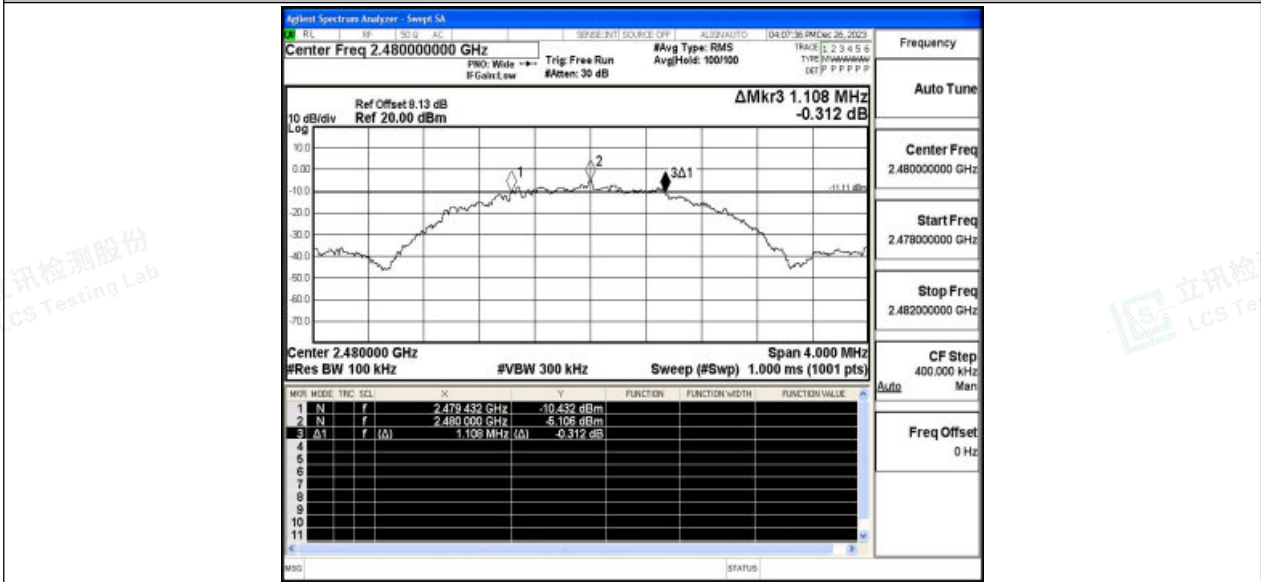 Agilent Spectrum Analyzer - Swept SA
RL RF 50 Ω AC SENSE:INT SOURCE OFF ALIGNAUTO 04:07:36 PM Dec 26, 2023
Center Freq 2.480000000 GHz
PNO: Wide
IFGain:Low
Trig: Free Run
#Atten: 30 dB
#Avg Type: RMS
Avg|Hold: 100/100
TRACE 1 2 3 4 5 6
TYPE MWWWWW
DET P P P P P P
Frequency
Auto Tune
Center Freq
2.480000000 GHz
Start Freq
2.478000000 GHz
Stop Freq
2.482000000 GHz
CF Step
400.000 kHz
Auto Man
Freq Offset
0 Hz
ΔMkr3 1.108 MHz
-0.312 dB
Ref Offset 8.13 dB
10 dB/div Ref 20.00 dBm
Log
10.0
0.00
-10.0
-20.0
-30.0
-40.0
-50.0
-60.0
-70.0
1
2
3Δ1
-11.11 dBm
Center 2.480000 GHz Span 4.000 MHz
#Res BW 100 kHz #VBW 300 kHz Sweep (#Swp) 1.000 ms (1001 pts)
MKR MODE TRC SCL X Y FUNCTION FUNCTION WIDTH FUNCTION VALUE
1 N f 2.479 432 GHz -10.432 dBm
2 N f 2.480 000 GHz -5.106 dBm
3 Δ1 f (Δ) 1.108 MHz (Δ) -0.312 dB
4
5
6
7
8
9
10
11
MSG STATUS
立讯检测股份
LCS Testing Lab
立讯检
LCS Te